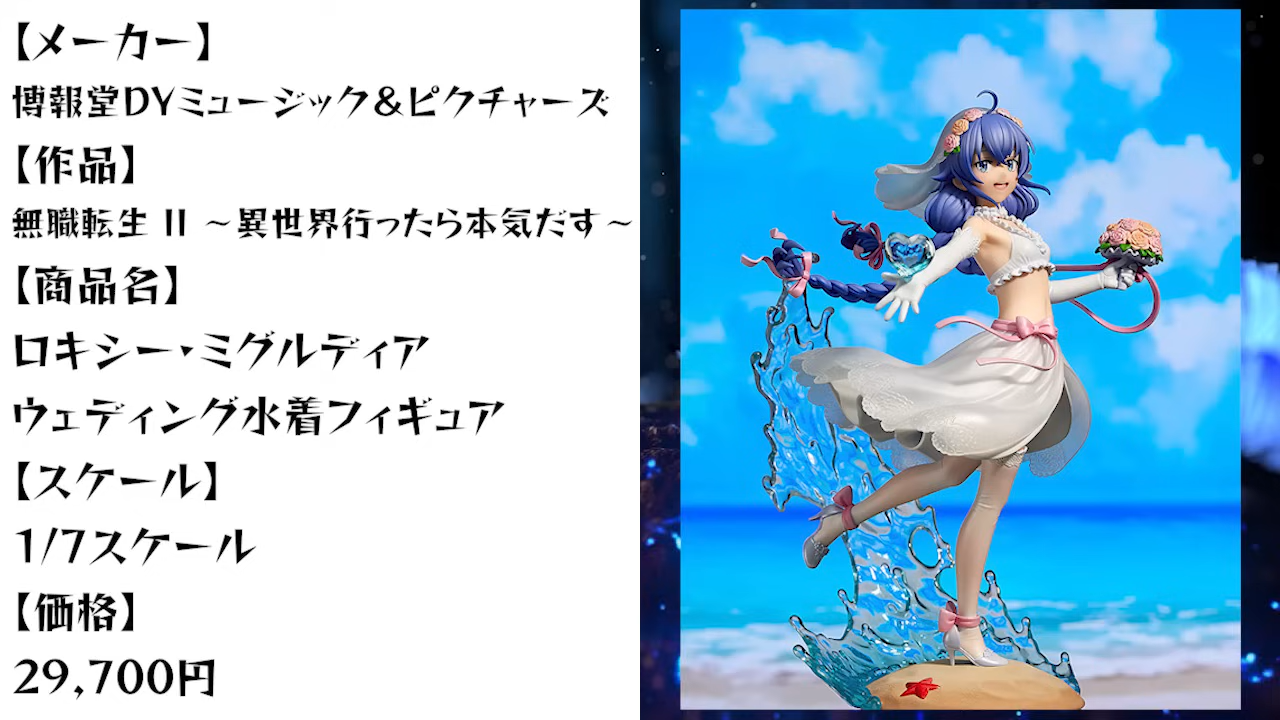 【メーカー】
博報堂DYミュージック&ピクチャーズ
【作品】
無職転生 II ～異世界行ったら本気だす～
【商品名】
ロキシー・ミグルディア
ウェディング水着フィギュア
【スケール】
1/7スケール
【価格】
29,700円